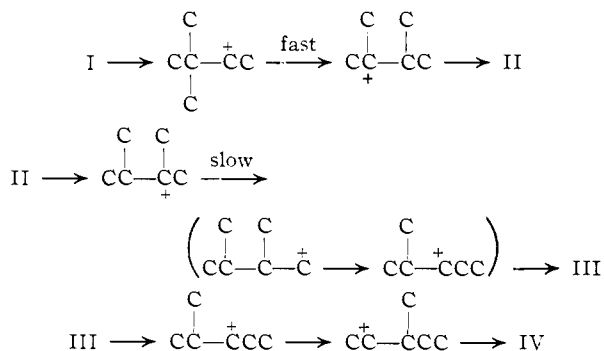 C C C
I → CC—CC fast → CC—CC → II
+ +
C
C C
II → CC—CC slow →
+
C C C
( CC—C—C → CC—CCC ) → III
+ +
C C
III → CC—CCC → CC—CCC → IV
+ +